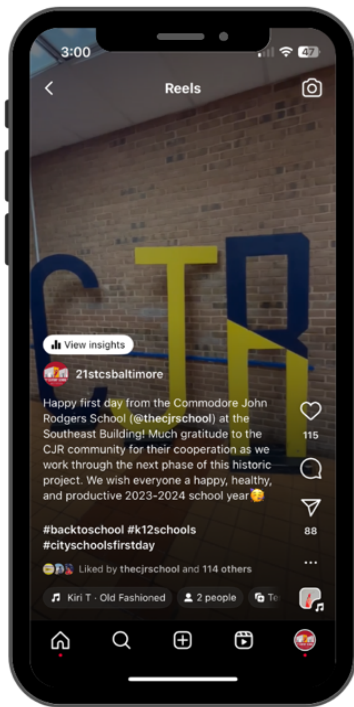 3:00
47
Reels
CJR
View insights
21stcsbaltimore
Happy first day from the Commodore John
Rodgers School (@thecjrschool) at the
Southeast Building! Much gratitude to the
CJR community for their cooperation as we
work through the next phase of this historic
project. We wish everyone a happy, healthy,
and productive 2023-2024 school year🥳
115
88
#backtoschool #k12schools
#cityschoolsfirstday
Liked by thecjrschool and 114 others
Kiri T · Old Fashioned
2 people